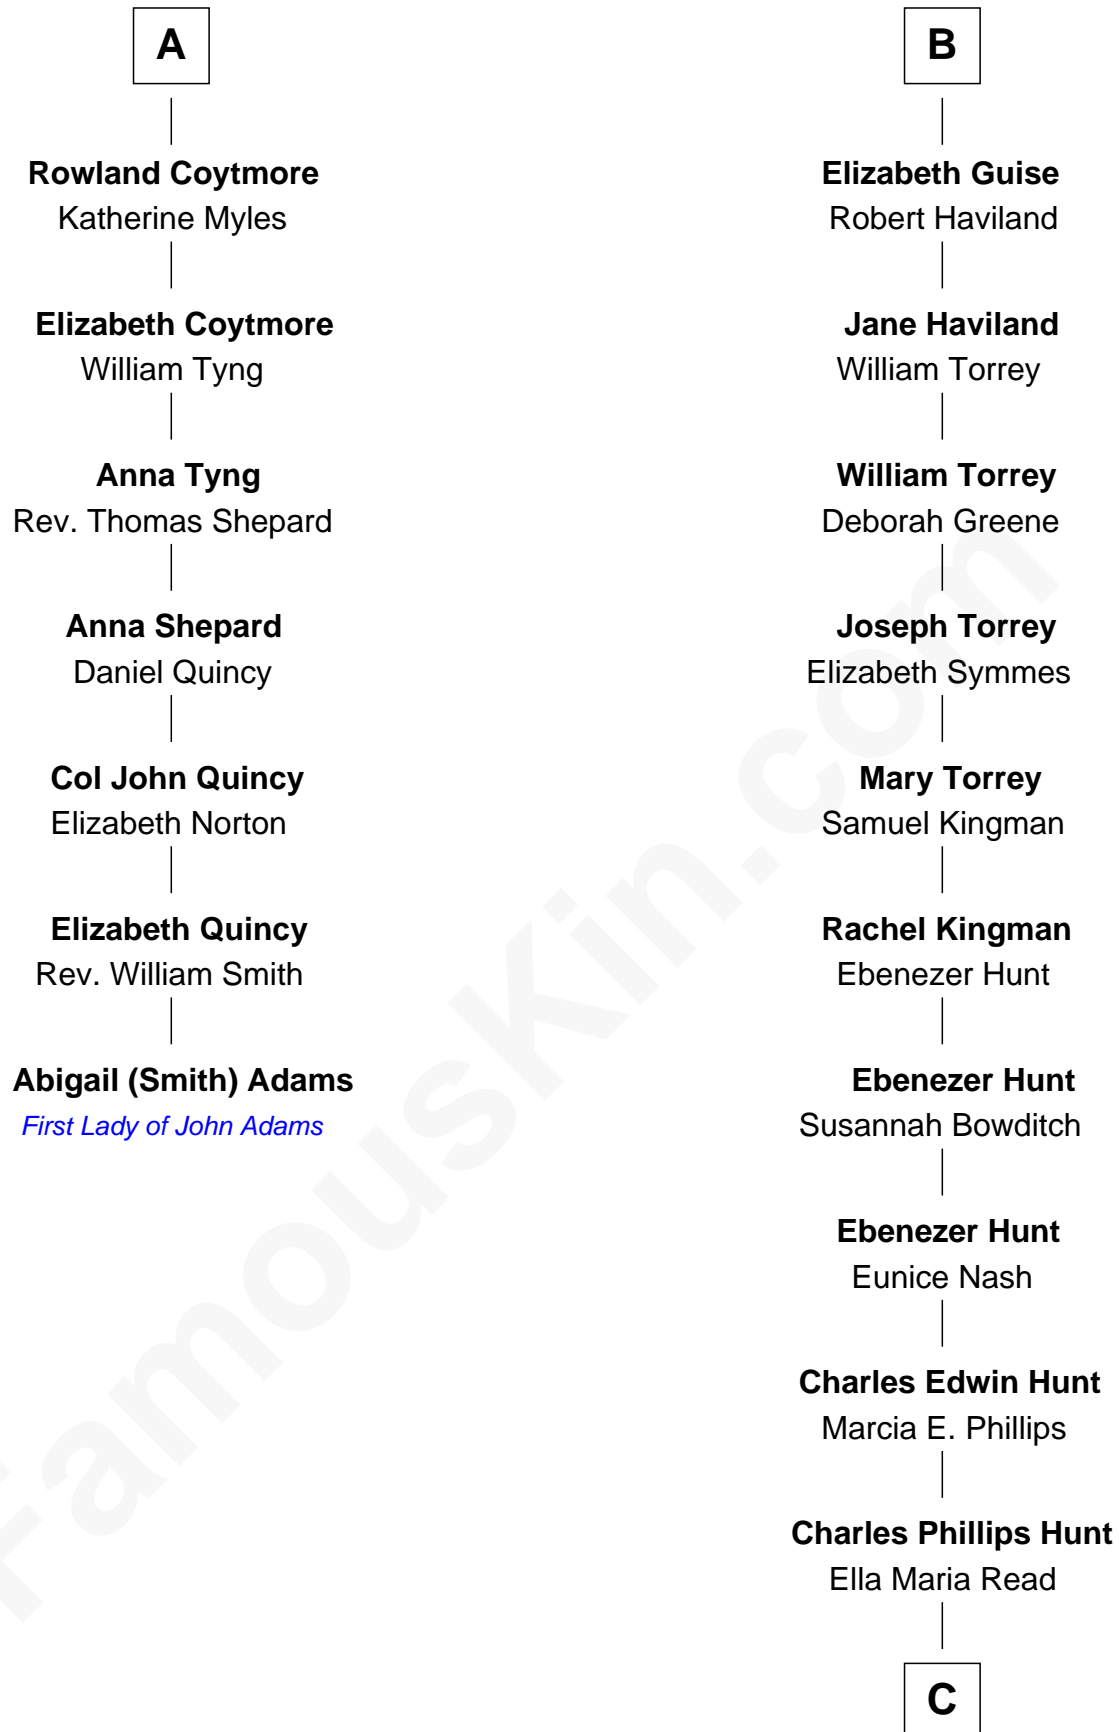 A
Rowland Coytmore
Katherine Myles
Elizabeth Coytmore
William Tyng
Anna Tyng
Rev. Thomas Shepard
Anna Shepard
Daniel Quincy
Col John Quincy
Elizabeth Norton
Elizabeth Quincy
Rev. William Smith
Abigail (Smith) Adams
First Lady of John Adams
B
Elizabeth Guise
Robert Haviland
Jane Haviland
William Torrey
William Torrey
Deborah Greene
Joseph Torrey
Elizabeth Symmes
Mary Torrey
Samuel Kingman
Rachel Kingman
Ebenezer Hunt
Ebenezer Hunt
Susannah Bowditch
Ebenezer Hunt
Eunice Nash
Charles Edwin Hunt
Marcia E. Phillips
Charles Phillips Hunt
Ella Maria Read
C
FamousKin.com